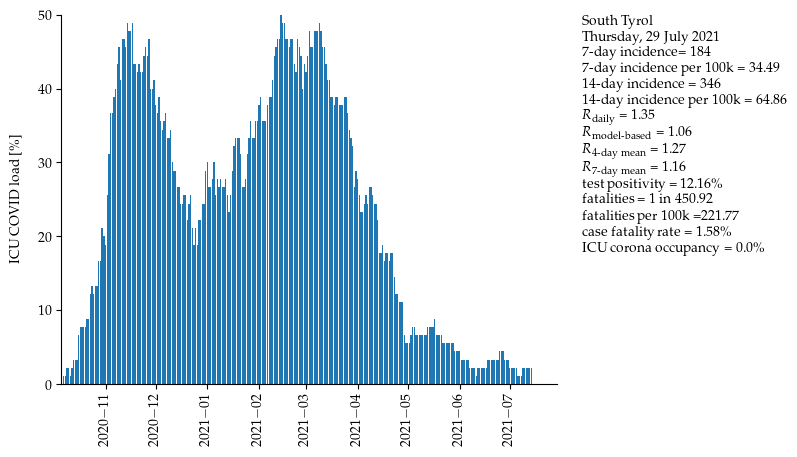 South Tyrol
Thursday, 29 July 2021
7-day incidence= 184
7-day incidence per 100k = 34.49
14-day incidence = 346
14-day incidence per 100k = 64.86
R_daily = 1.35
R_model-based = 1.06
R_4-day mean = 1.27
R_7-day mean = 1.16
test positivity = 12.16%
fatalities = 1 in 450.92
fatalities per 100k =221.77
case fatality rate = 1.58%
ICU corona occupancy = 0.0%
ICU COVID load [%]
50
40
30
20
10
0
2020−11
2020−12
2021−01
2021−02
2021−03
2021−04
2021−05
2021−06
2021−07